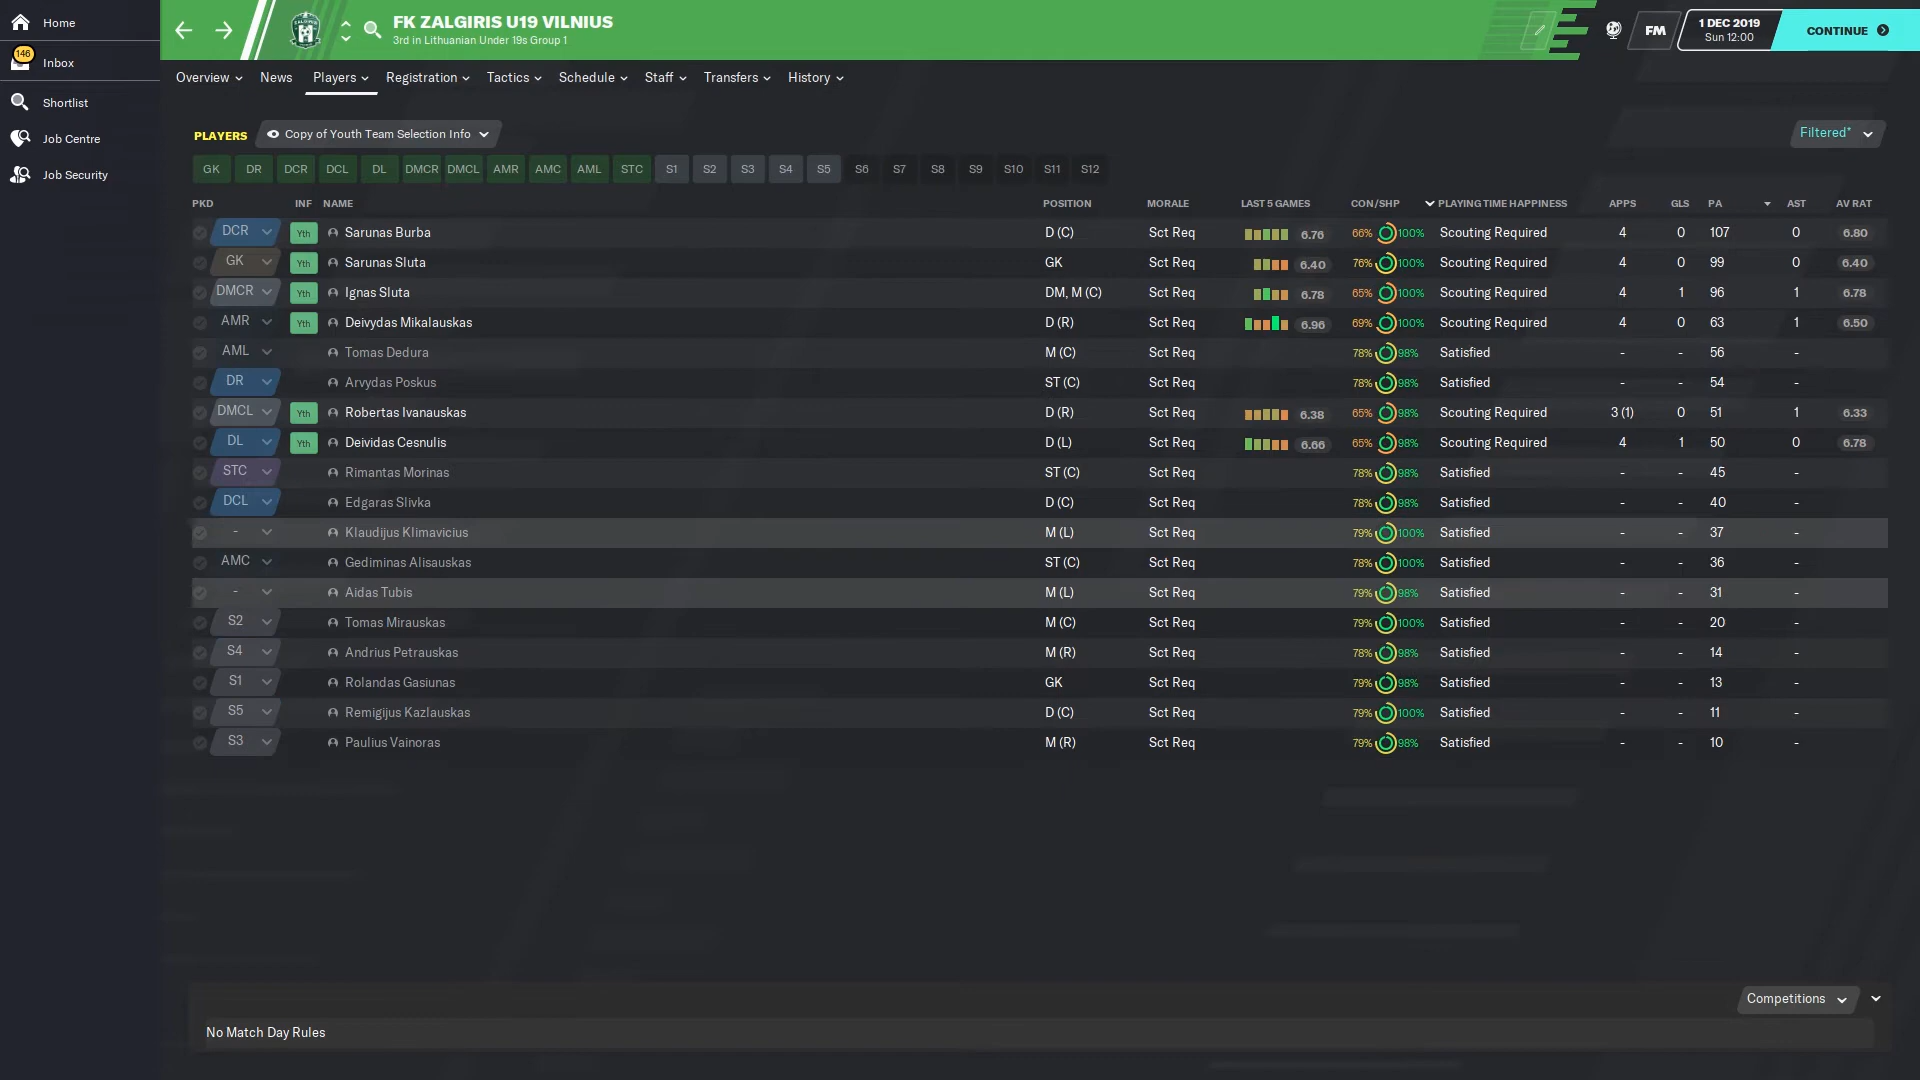 Home
146
Inbox
Shortlist
Job Centre
Job Security
FK ZALGIRIS U19 VILNIUS
3rd in Lithuanian Under 19s Group 1
FM
1 DEC 2019
Sun 12:00
CONTINUE
Overview News Players Registration Tactics Schedule Staff Transfers History
PLAYERS Copy of Youth Team Selection Info Filtered*
GK DR DCR DCL DL DMCR DMCL AMR AMC AML STC S1 S2 S3 S4 S5 S6 S7 S8 S9 S10 S11 S12
PKD INF NAME POSITION MORALE LAST 5 GAMES CON/SHP PLAYING TIME HAPPINESS APPS GLS PA AST AV RAT
DCR Yth Sarunas Burba D (C) Sct Req 6.76 66% 100% Scouting Required 4 0 107 0 6.80
GK Yth Sarunas Sluta GK Sct Req 6.40 76% 100% Scouting Required 4 0 99 0 6.40
DMCR Yth Ignas Sluta DM, M (C) Sct Req 6.78 65% 100% Scouting Required 4 1 96 1 6.78
AMR Yth Deivydas Mikalauskas D (R) Sct Req 6.96 69% 100% Scouting Required 4 0 63 1 6.50
AML Tomas Dedura M (C) Sct Req 78% 98% Satisfied - - 56 -
DR Arvydas Poskus ST (C) Sct Req 78% 98% Satisfied - - 54 -
DMCL Yth Robertas Ivanauskas D (R) Sct Req 6.38 65% 98% Scouting Required 3 (1) 0 51 1 6.33
DL Yth Deividas Cesnulis D (L) Sct Req 6.66 65% 98% Scouting Required 4 1 50 0 6.78
STC Rimantas Morinas ST (C) Sct Req 78% 98% Satisfied - - 45 -
DCL Edgaras Slivka D (C) Sct Req 78% 98% Satisfied - - 40 -
- Klaudijus Klimavicius M (L) Sct Req 79% 100% Satisfied - - 37 -
AMC Gediminas Alisauskas ST (C) Sct Req 78% 100% Satisfied - - 36 -
- Aidas Tubis M (L) Sct Req 79% 98% Satisfied - - 31 -
S2 Tomas Mirauskas M (C) Sct Req 79% 100% Satisfied - - 20 -
S4 Andrius Petrauskas M (R) Sct Req 78% 98% Satisfied - - 14 -
S1 Rolandas Gasiunas GK Sct Req 79% 98% Satisfied - - 13 -
S5 Remigijus Kazlauskas D (C) Sct Req 79% 100% Satisfied - - 11 -
S3 Paulius Vainoras M (R) Sct Req 79% 98% Satisfied - - 10 -
Competitions
No Match Day Rules